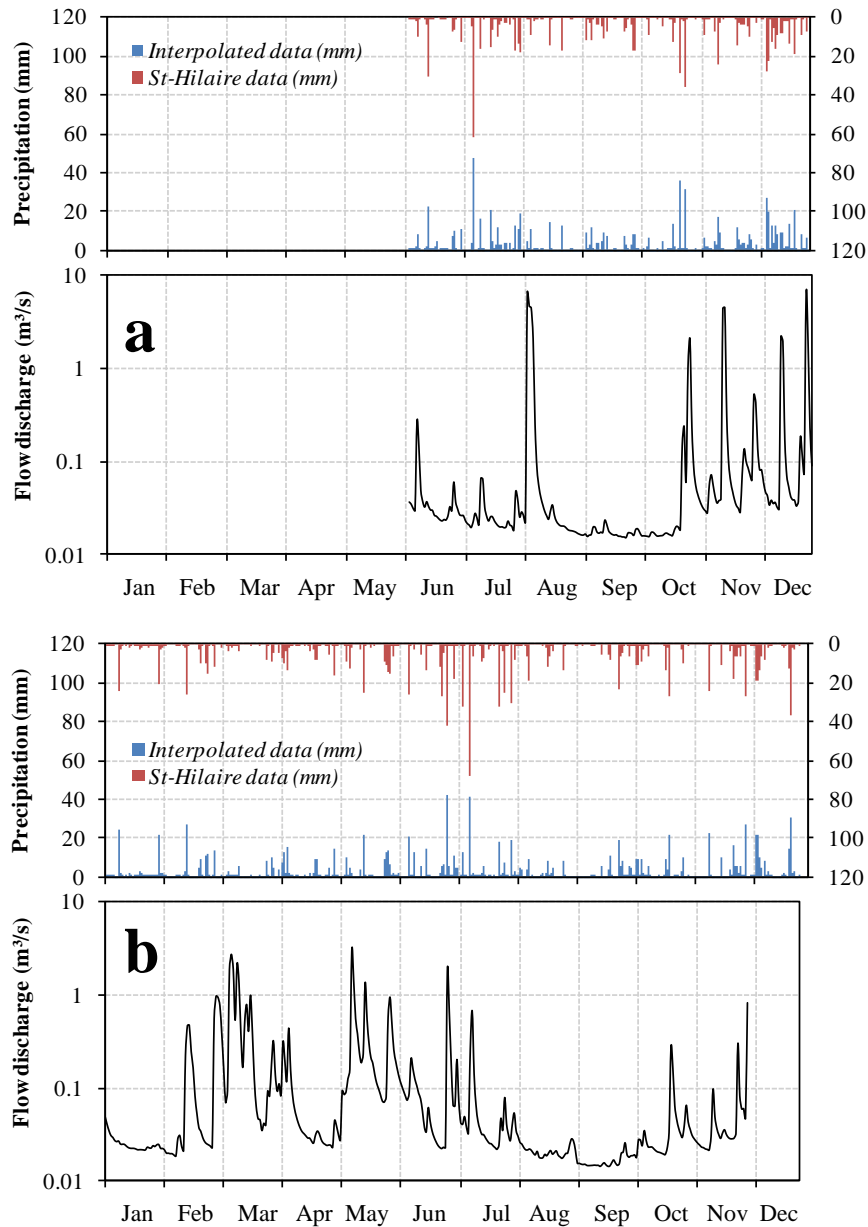 120 0
100 20
80 40
60 60
40 80
20 100
0 120
Precipitation (mm)
Interpolated data (mm)
St-Hilaire data (mm)
10
1
0.1
0.01
Flow discharge (m³/s)
a
Jan Feb Mar Apr May Jun Jul Aug Sep Oct Nov Dec
120 0
100 20
80 40
60 60
40 80
20 100
0 120
Precipitation (mm)
Interpolated data (mm)
St-Hilaire data (mm)
10
1
0.1
0.01
Flow discharge (m³/s)
b
Jan Feb Mar Apr May Jun Jul Aug Sep Oct Nov Dec